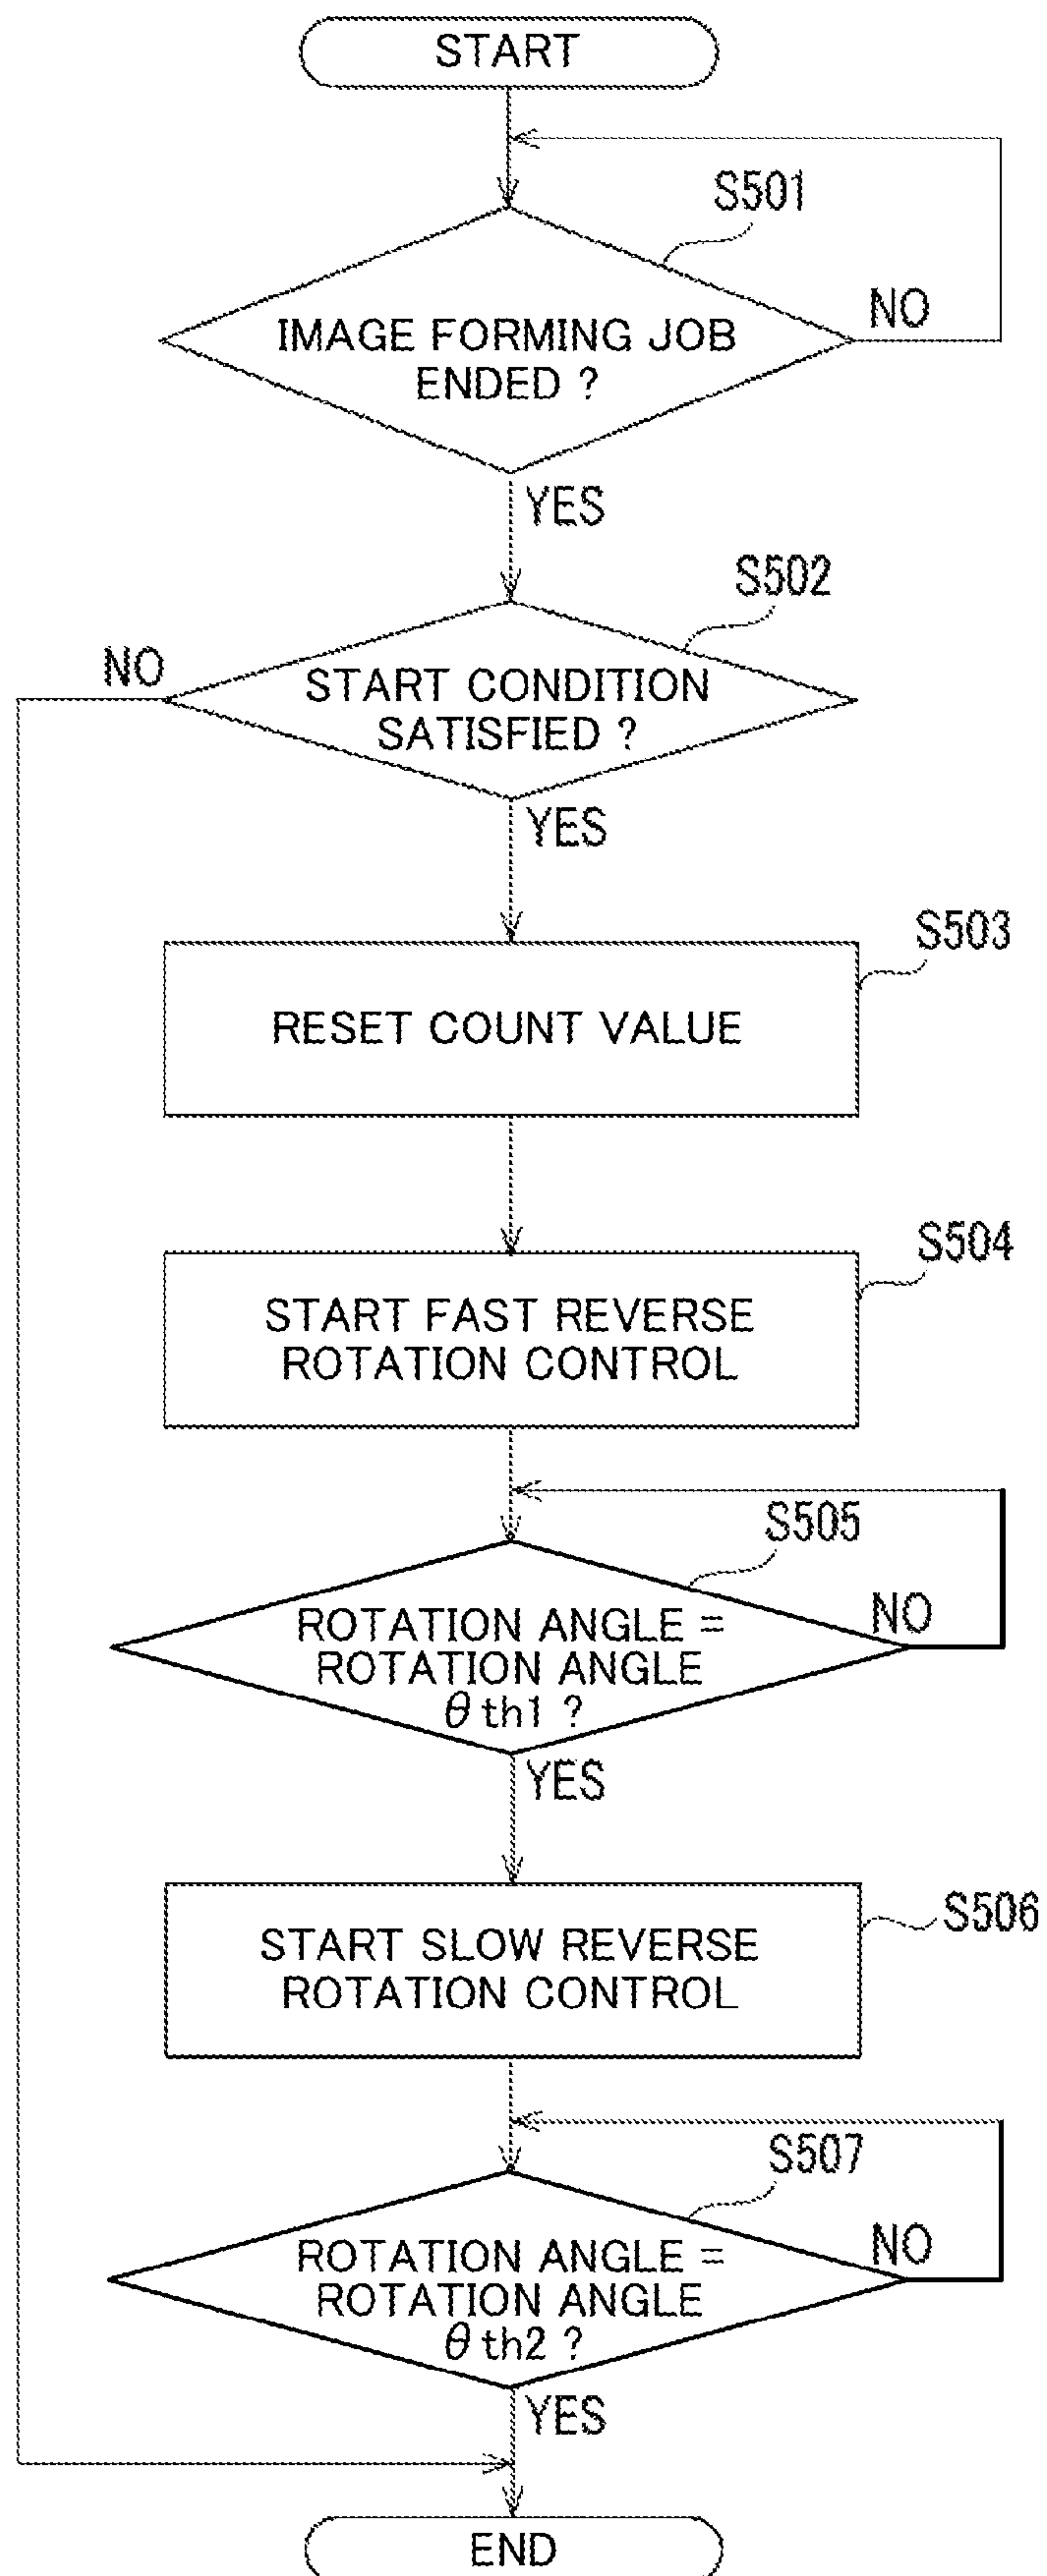 START
S501
NO
IMAGE FORMING JOB
ENDED ?
YES
S502
NO
START CONDITION
SATISFIED ?
YES
S503
RESET COUNT VALUE
S504
START FAST REVERSE
ROTATION CONTROL
S505
NO
ROTATION ANGLE =
ROTATION ANGLE
θth1 ?
YES
S506
START SLOW REVERSE
ROTATION CONTROL
S507
NO
ROTATION ANGLE =
ROTATION ANGLE
θth2 ?
YES
END